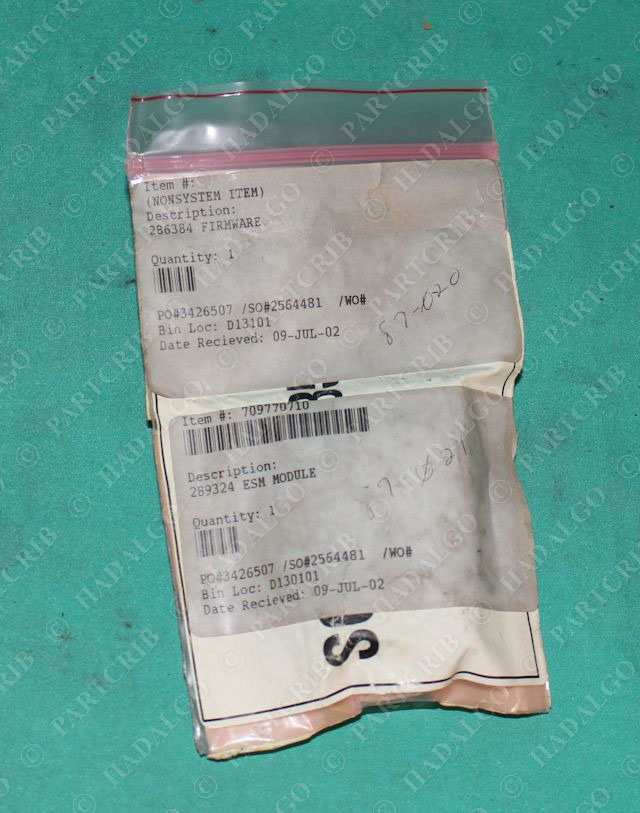 Item #:
(NONSYSTEM ITEM)
Description:
286384 FIRMWARE
Quantity: 1
PO#3426507 /SO#2564481 /WO#
Bin Loc: D13101
Date Recieved: 09-JUL-02
87-020
Item #: 709770710
Description:
289324 ESM MODULE
Quantity: 1
PO#3426507 /SO#2564481 /WO#
Bin Loc: D130101
Date Recieved: 09-JUL-02
© PARTCRIB
© HADALGO